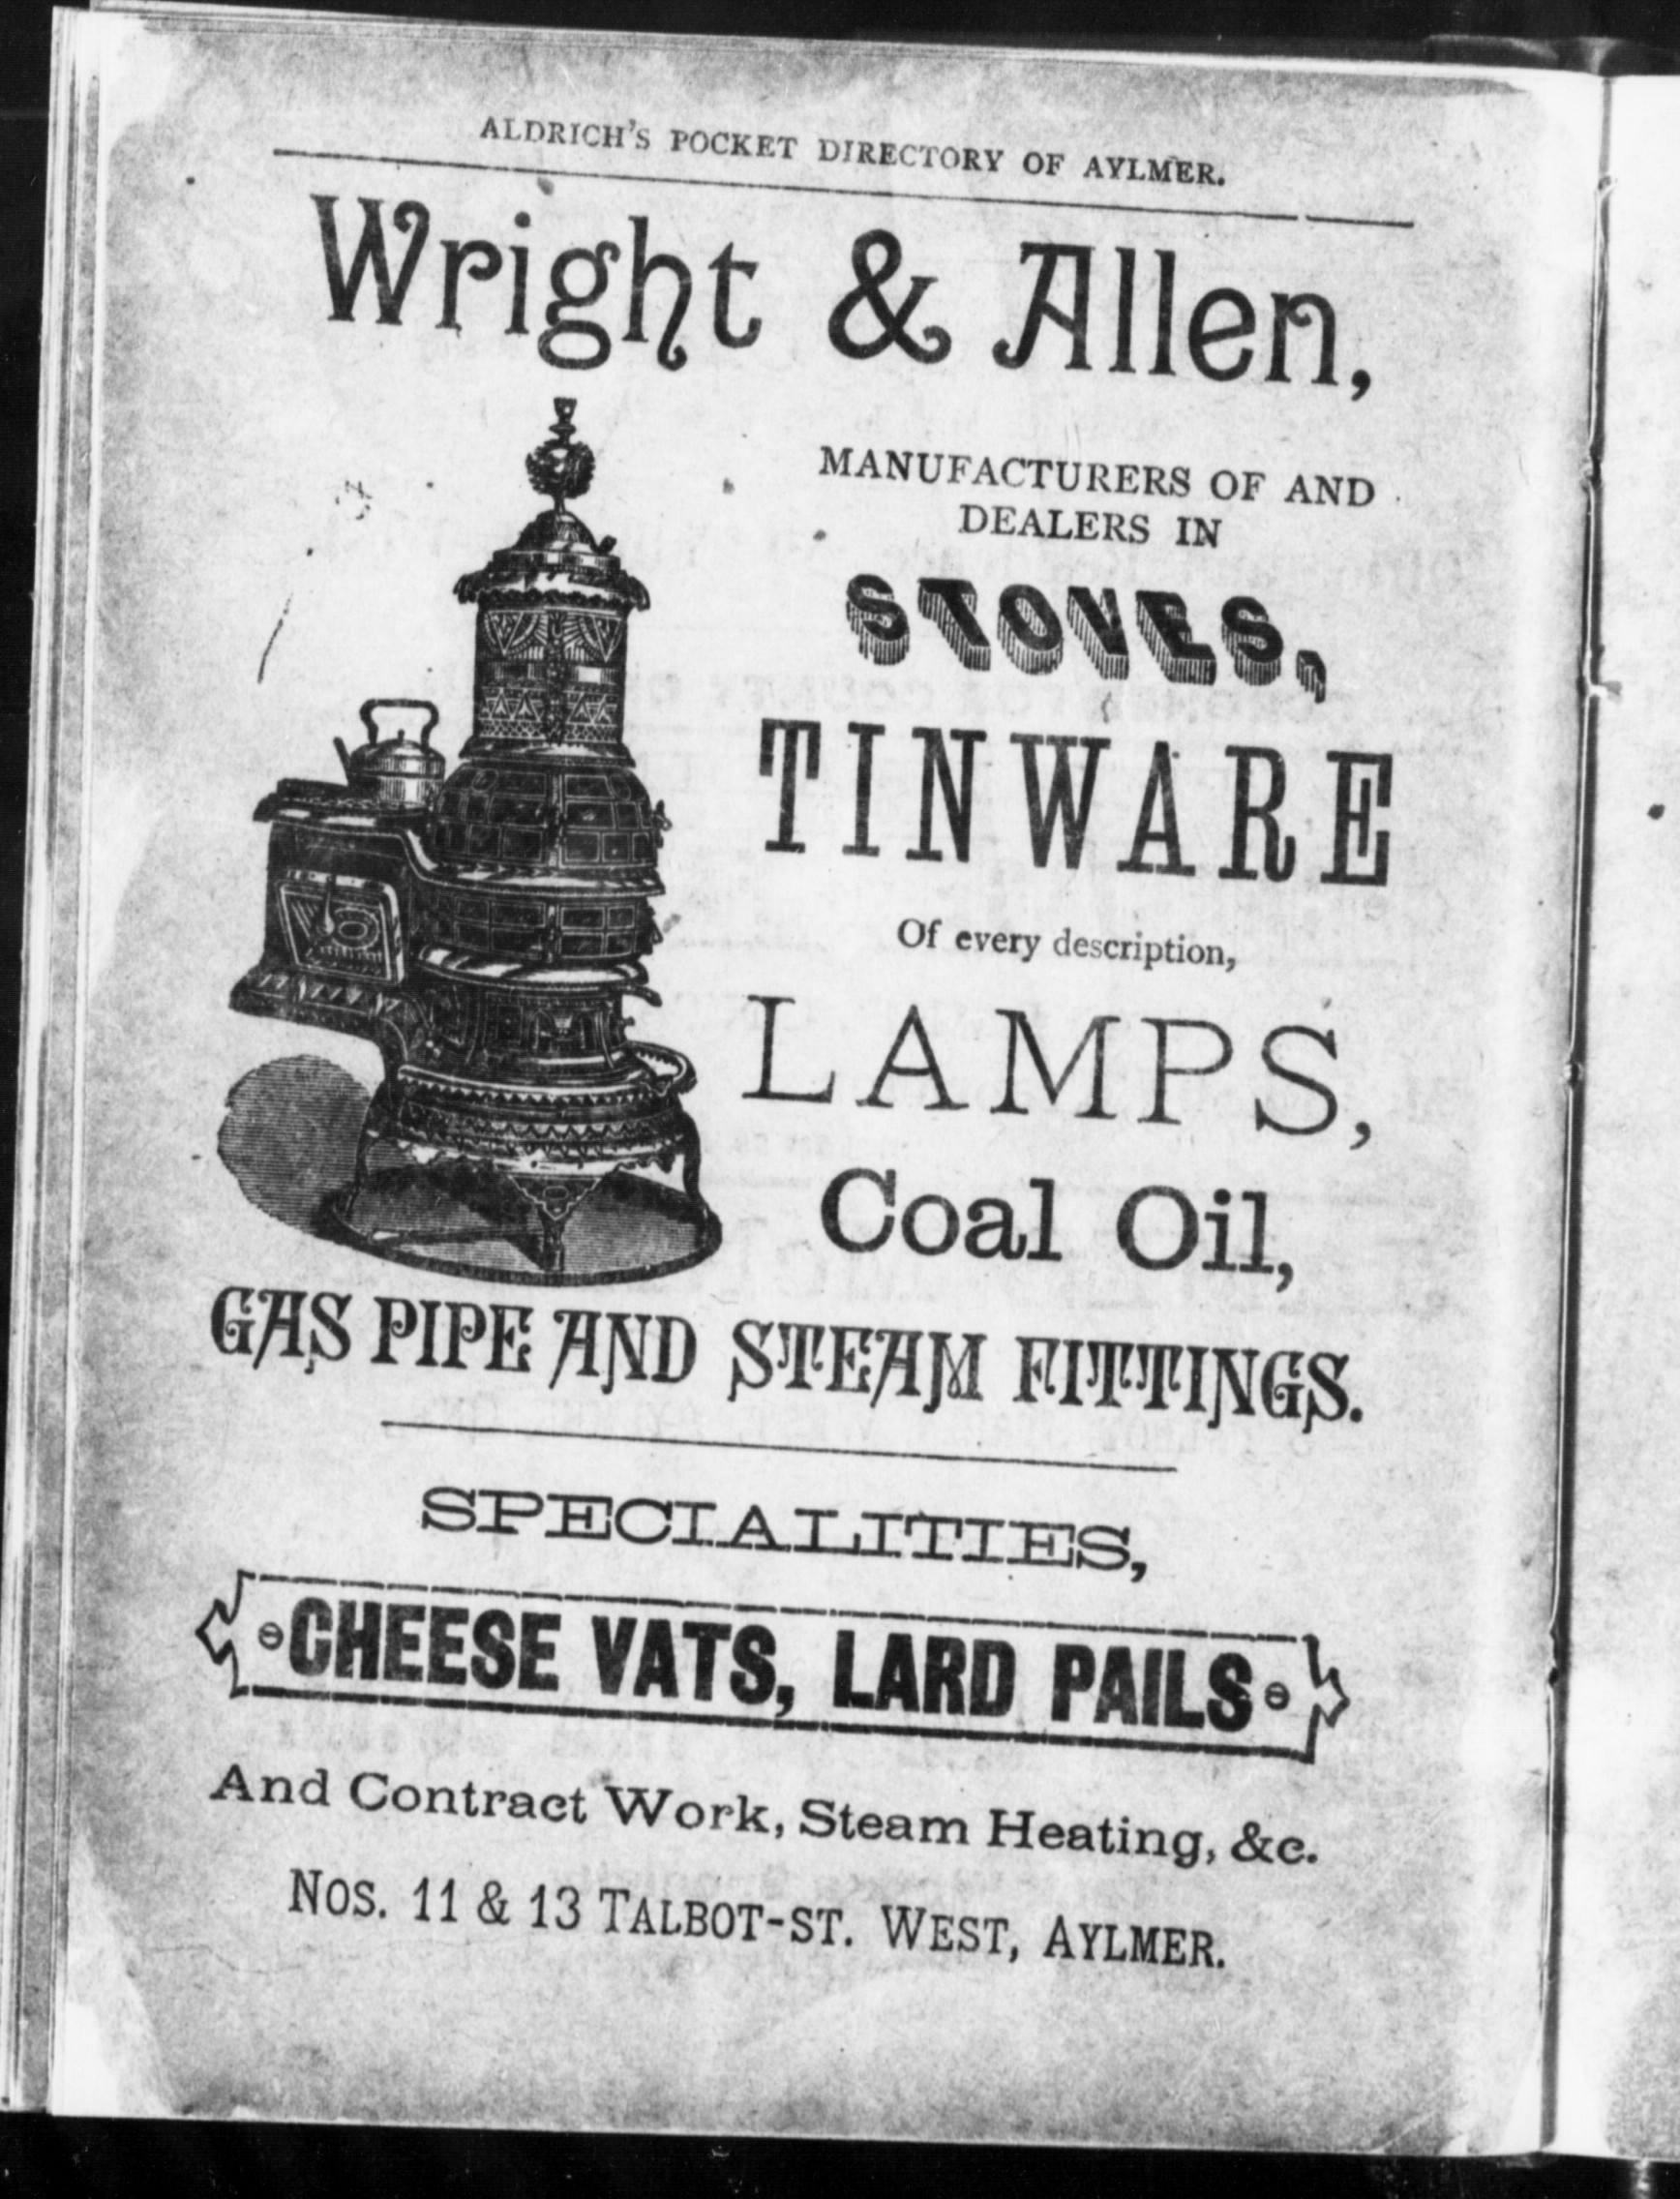 ALDRICH'S POCKET DIRECTORY OF AYLMER.
Wright & Allen,
MANUFACTURERS OF AND
DEALERS IN
STOVES,
TINWARE
Of every description,
LAMPS,
Coal Oil,
GAS PIPE AND STEAM FITTINGS.
SPECIALITIES,
CHEESE VATS, LARD PAILS
And Contract Work, Steam Heating, &c.
NOS. 11 & 13 TALBOT-ST. WEST, AYLMER.